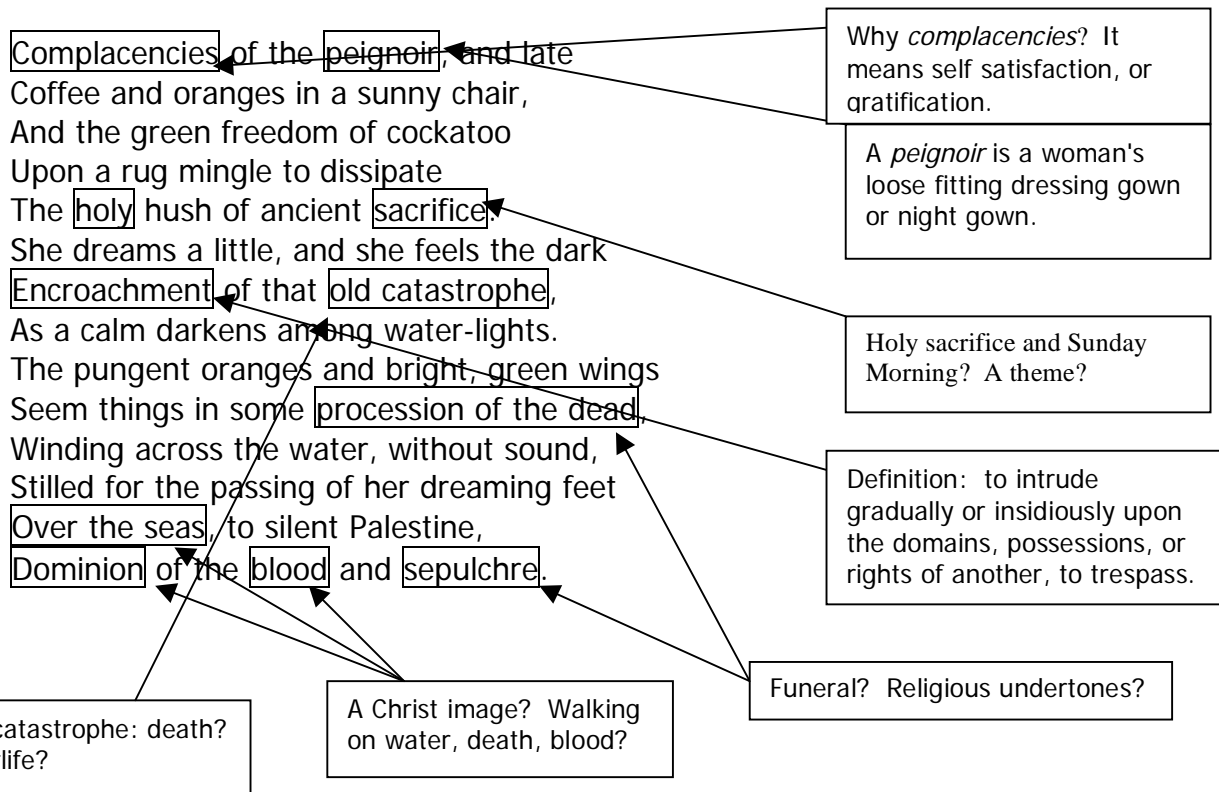 Complacencies of the peignoir, and late
Coffee and oranges in a sunny chair,
And the green freedom of cockatoo
Upon a rug mingle to dissipate
The holy hush of ancient sacrifice.
She dreams a little, and she feels the dark
Encroachment of that old catastrophe,
As a calm darkens among water-lights.
The pungent oranges and bright, green wings
Seem things in some procession of the dead,
Winding across the water, without sound,
Stilled for the passing of her dreaming feet
Over the seas, to silent Palestine,
Dominion of the blood and sepulchre.
Why complacencies? It
means self satisfaction, or
gratification.
A peignoir is a woman's
loose fitting dressing gown
or night gown.
Holy sacrifice and Sunday
Morning? A theme?
Definition: to intrude
gradually or insidiously upon
the domains, possessions, or
rights of another, to trespass.
Funeral? Religious undertones?
A Christ image? Walking
on water, death, blood?
catastrophe: death?
life?